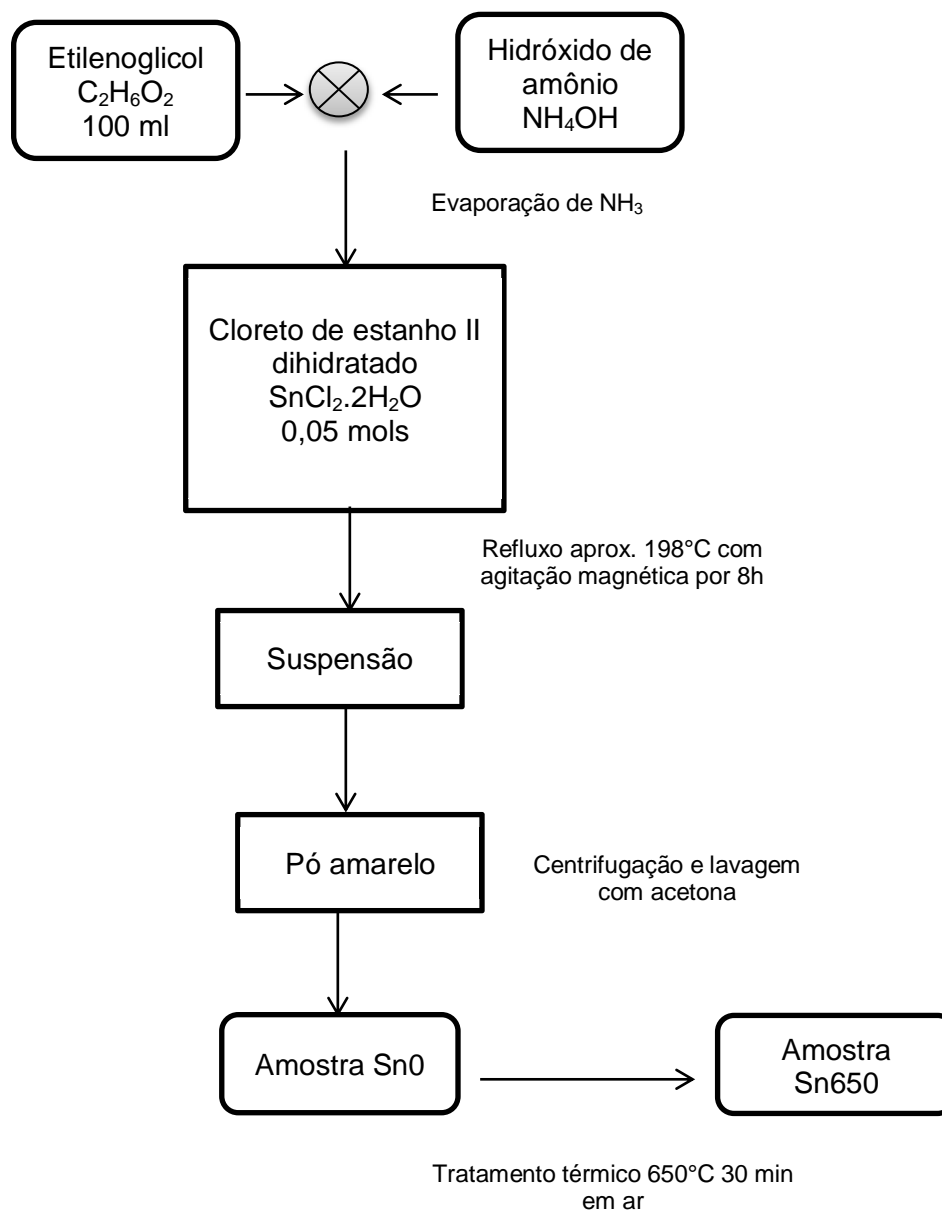 Etilenoglicol
C₂H₆O₂
100 ml
Hidróxido de
amônio
NH₄OH
Evaporação de NH₃
Cloreto de estanho II
dihidratado
SnCl₂.2H₂O
0,05 mols
Refluxo aprox. 198°C com
agitação magnética por 8h
Suspensão
Pó amarelo
Centrifugação e lavagem
com acetona
Amostra Sn0
Amostra
Sn650
Tratamento térmico 650°C 30 min
em ar